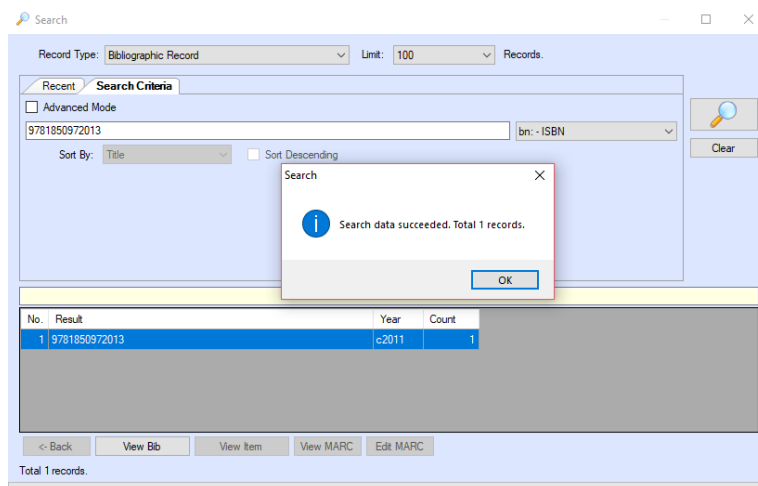 Search
Record Type: Bibliographic Record Limit: 100 Records.
Recent Search Criteria
Advanced Mode
9781850972013 bn: - ISBN
Clear
Sort By: Title Sort Descending
Search
Search data succeeded. Total 1 records.
OK
No. Result Year Count
1 9781850972013 c2011 1
<- Back View Bib View Item View MARC Edit MARC
Total 1 records.